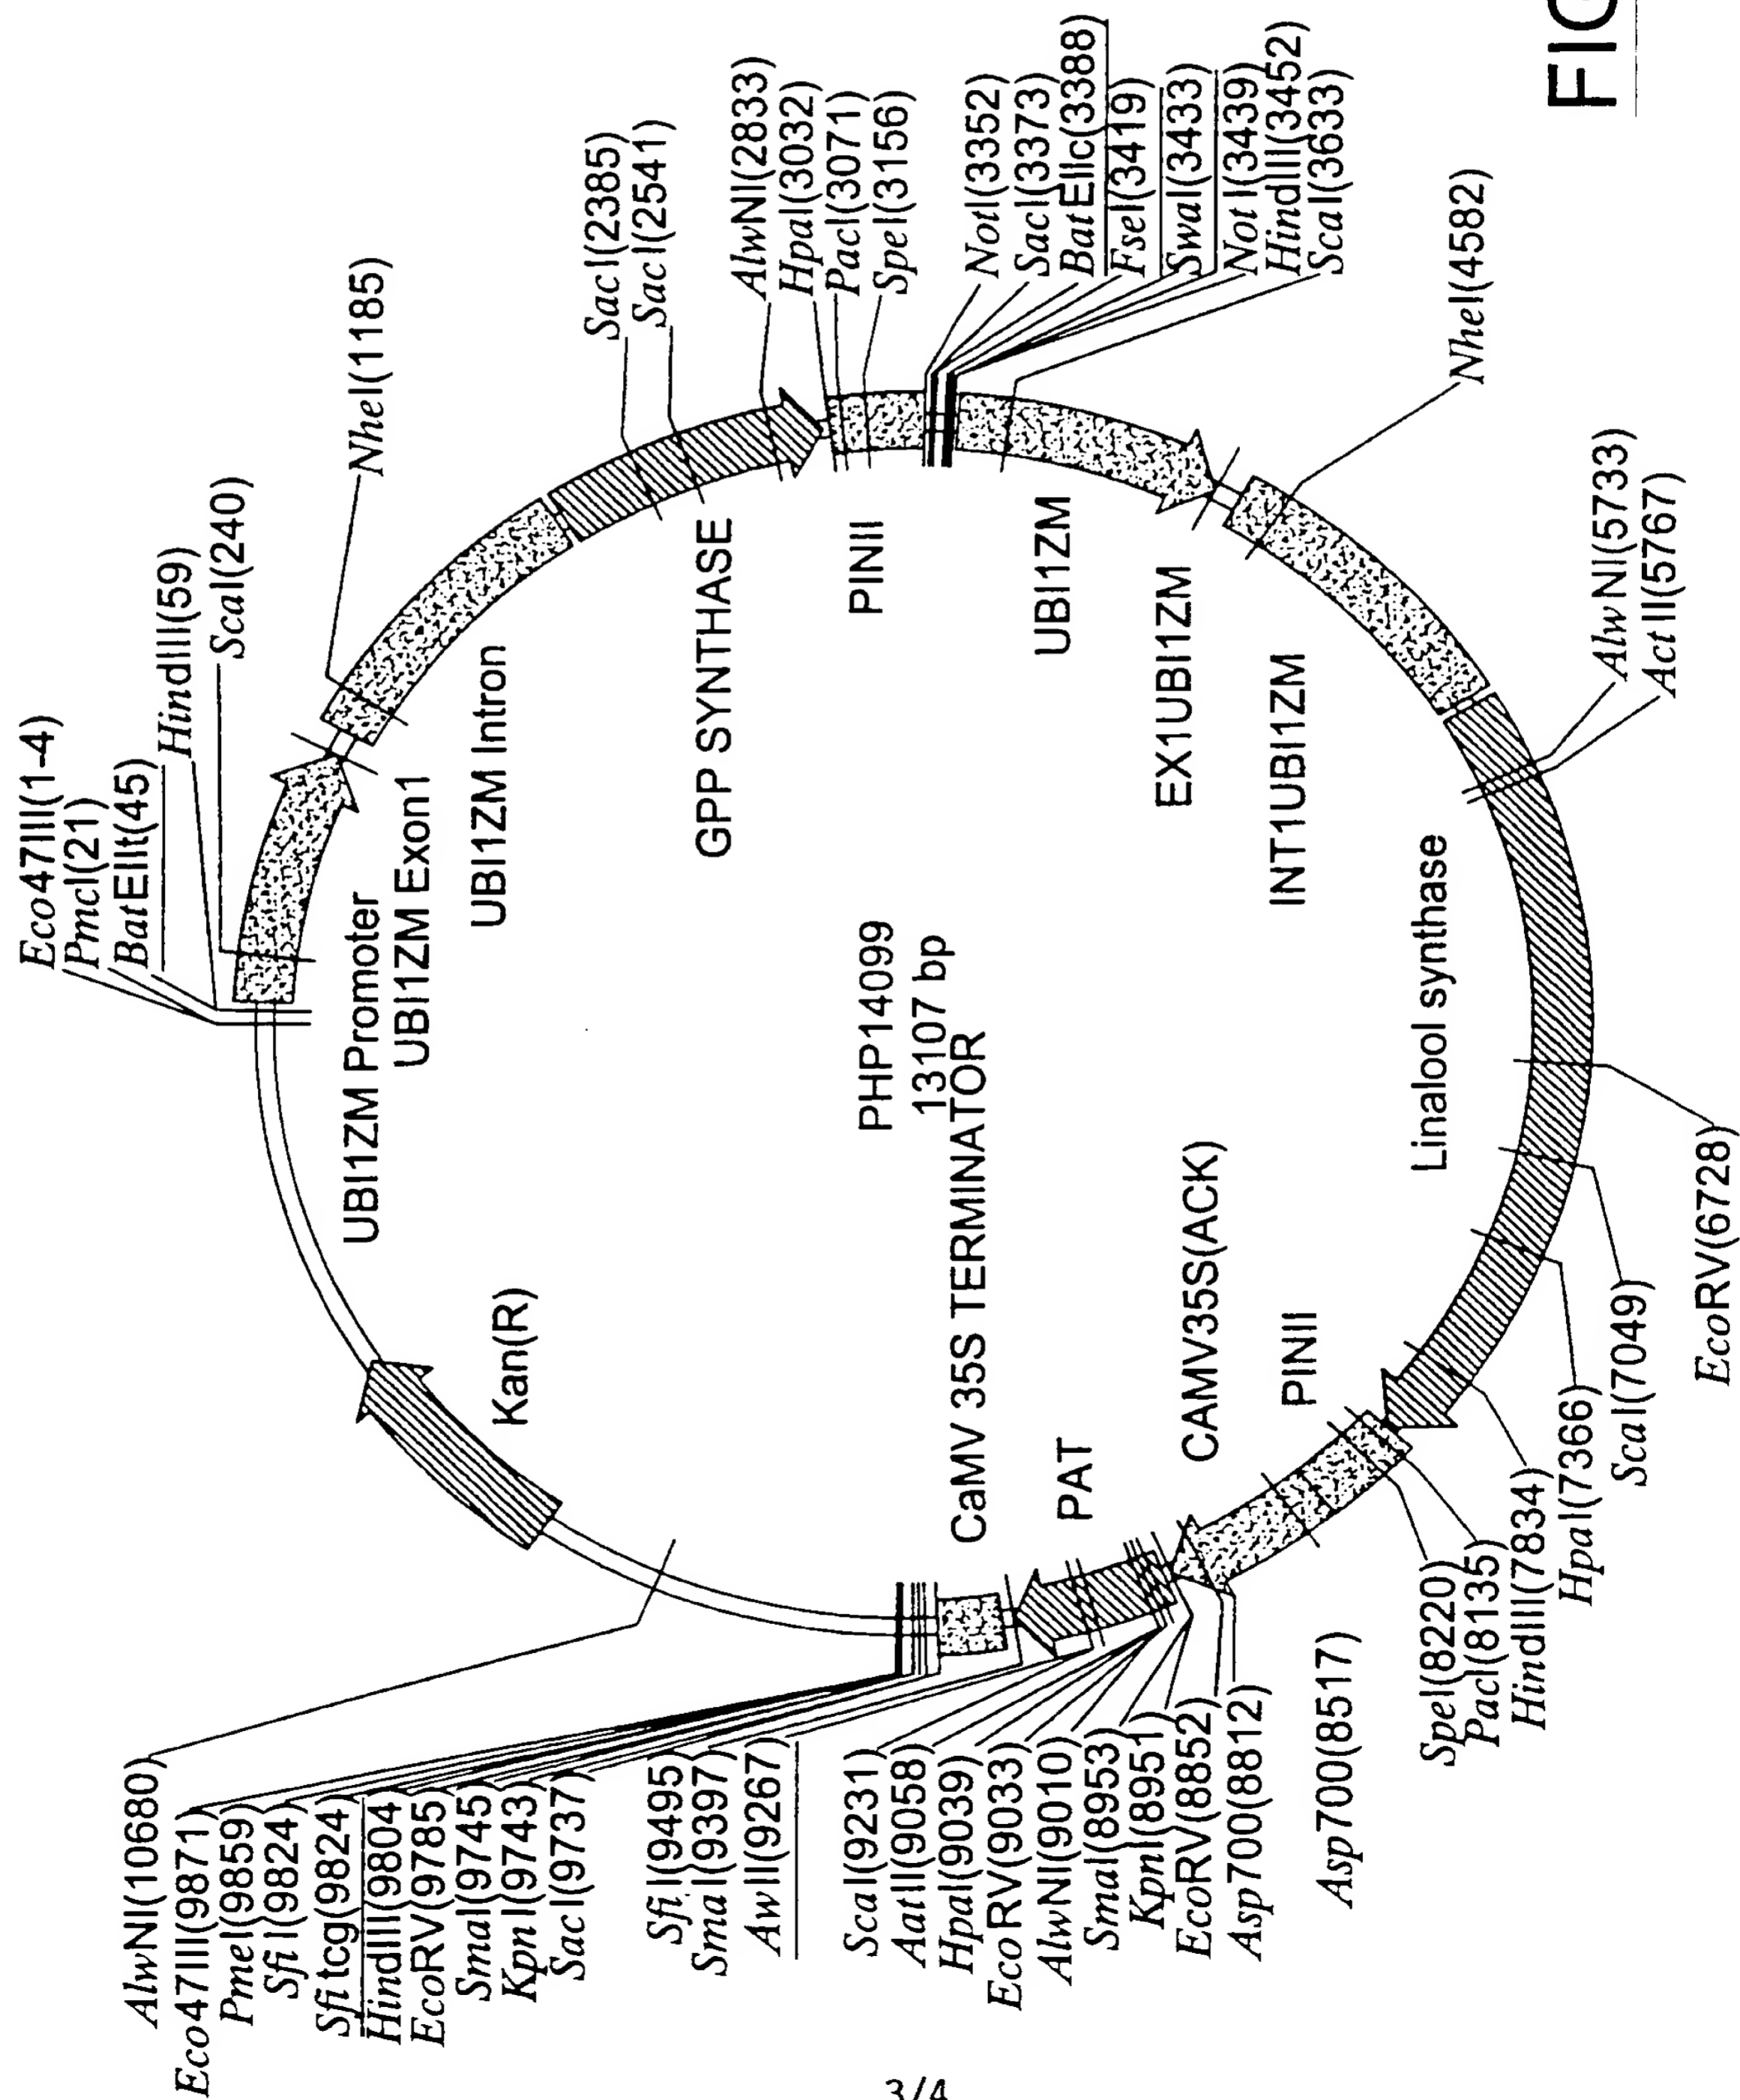 Eco47III(1-4)
PmcI(21)
BatEIIt(45)
HindIII(59)
ScaI(240)
NheI(1185)
SacI(2385)
SacI(2541)
AlwNI(2833)
HpaI(3032)
PacI(3071)
SpeI(3156)
NotI(3352)
SacI(3373)
BatEIIc(3388)
FseI(3419)
SwaI(3433)
Not I(3439)
HindIII(3452)
ScaI(3633)
NheI(4582)
AlwNI(5733)
Act II(5767)
EcoRV(6728)
ScaI(7049)
HpaI(7366)
HindIII(7834)
PacI(8135)
SpeI(8220)
Asp700(8517)
Asp700(8812)
EcoRV(8852)
KpnI(8951)
SmaI(8953)
AlwNI(9010)
EcoRV(9033)
HpaI(9039)
AatII(9058)
ScaI(9231)
AwII(9267)
SmaI(9397)
Sfi I(9495)
SacI(9737)
Kpn I(9743)
SmaI(9745)
EcoRV(9785)
HindIII(9804
Sfi tcg(9824)
Sfi I(9824)
PmeI(9859)
Eco47III(9871)
AlwNI(10680)
UBI1ZM Promoter
UBI1ZM Exon1
UBI1ZM Intron
GPP SYNTHASE
PINII
UBI1ZM
EX1UBI1ZM
INT1UBI1ZM
Linalool synthase
PINII
CAMV35S(ACK)
PAT
CaMV 35S TERMINATOR
Kan(R)
PHP14099
13107 bp
FIG
3/4